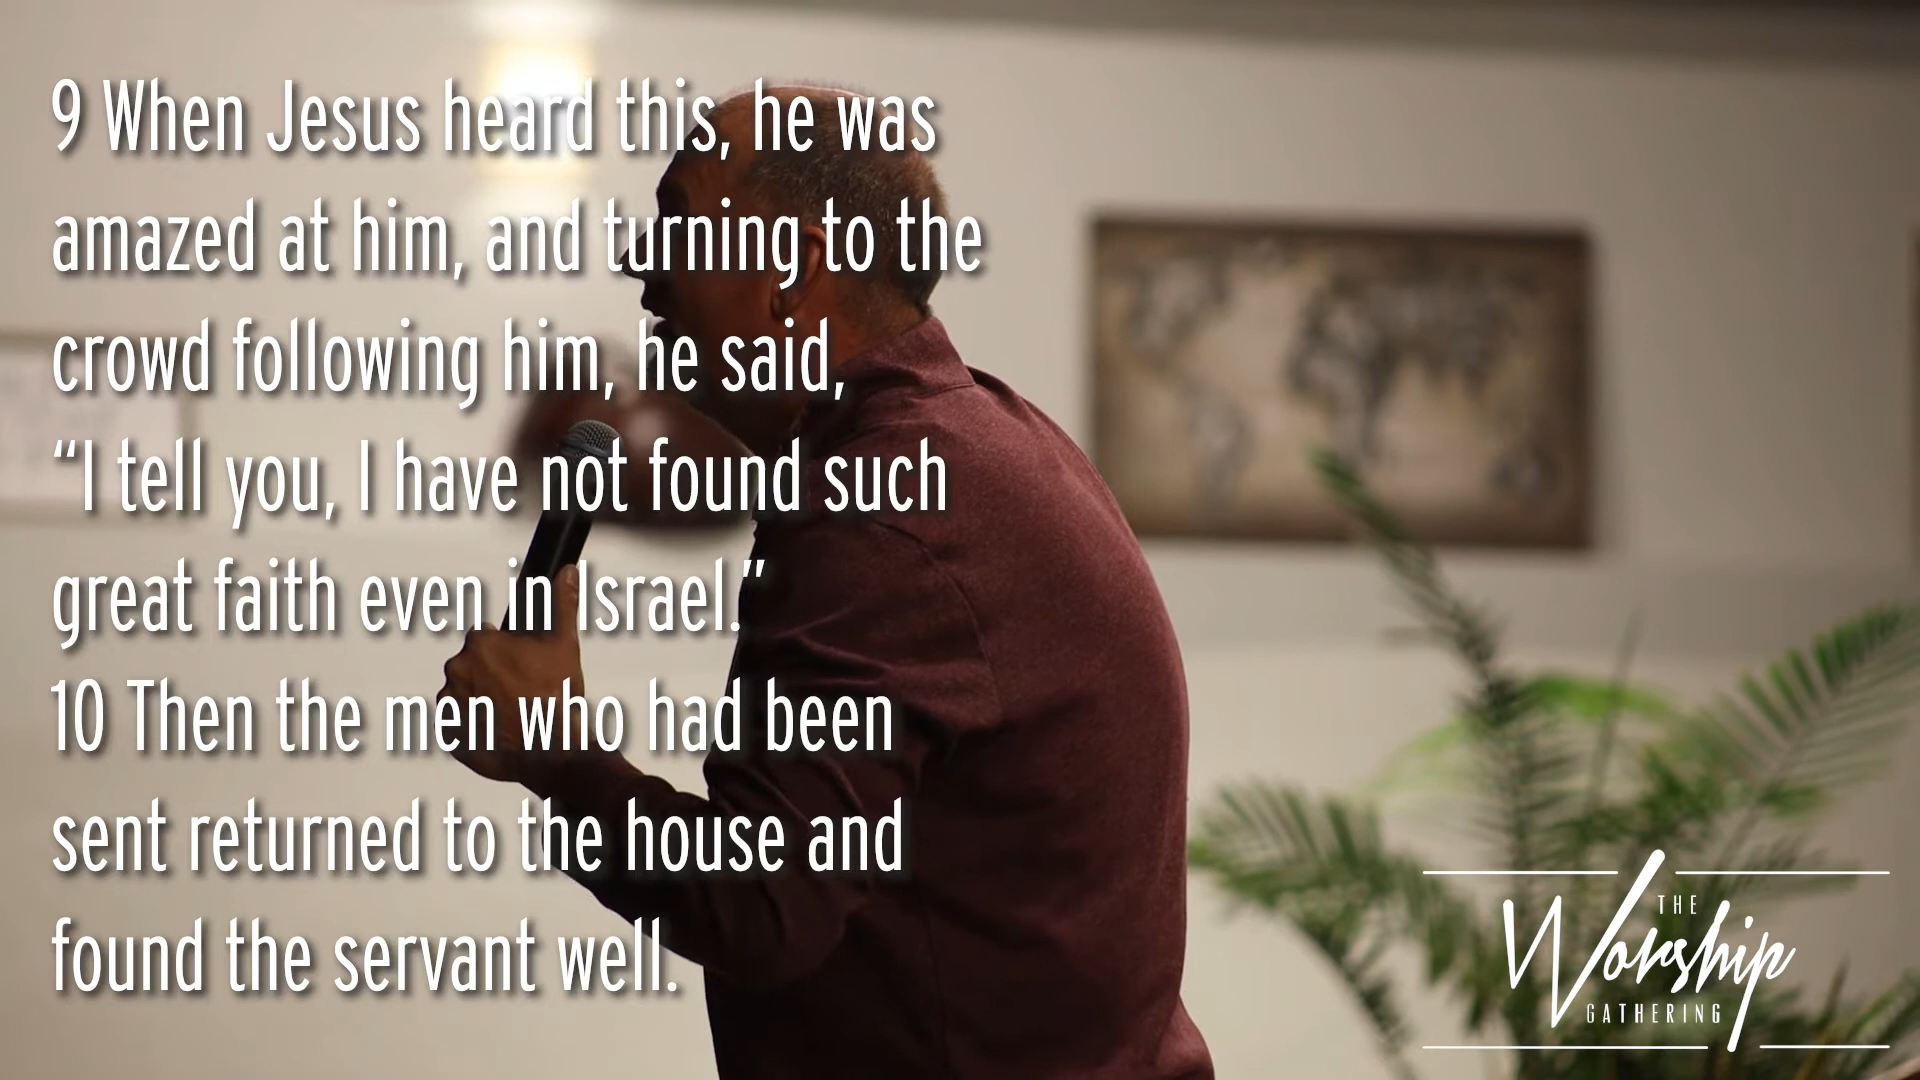 9 When Jesus heard this, he was
amazed at him, and turning to the
crowd following him, he said,
“I tell you, I have not found such
great faith even in Israel.”
10 Then the men who had been
sent returned to the house and
found the servant well.
THE
Worship
GATHERING